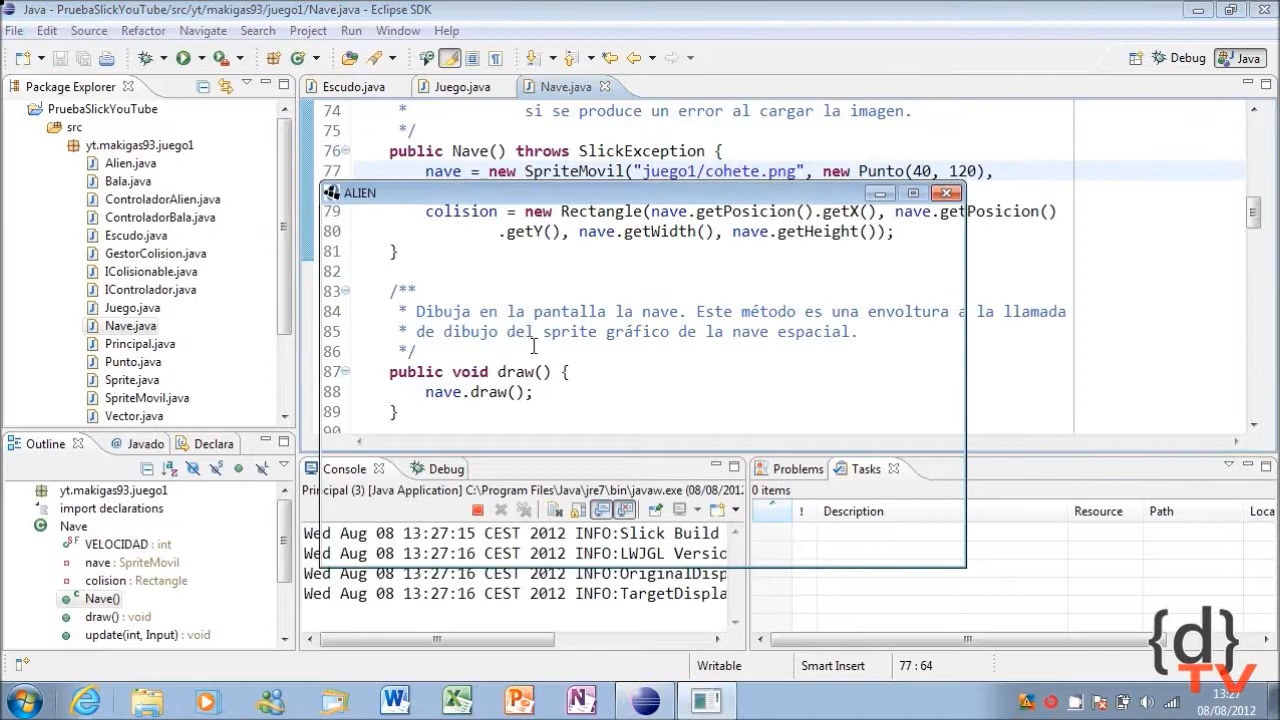 Java - PruebaSlickYouTube/src/yt/makigas93/juego1/Nave.java - Eclipse SDK
File Edit Source Refactor Navigate Search Project Run Window Help
Debug Java
Package Explorer
PruebaSlickYouTube
src
yt.makigas93.juego1
Alien.java
Bala.java
ControladorAlien.java
ControladorBala.java
Escudo.java
GestorColision.java
IColisionable.java
IControlador.java
Juego.java
Nave.java
Principal.java
Punto.java
Sprite.java
SpriteMovil.java
Vector.java
Outline Javado Declara
yt.makigas93.juego1
import declarations
Nave
VELOCIDAD : int
nave : SpriteMovil
colision : Rectangle
Nave()
draw() : void
update(int, Input) : void
Escudo.java Juego.java Nave.java
74 * si se produce un error al cargar la imagen.
75 */
76 public Nave() throws SlickException {
77 nave = new SpriteMovil("juego1/cohete.png", new Punto(40, 120),
ALIEN
79 colision = new Rectangle(nave.getPosicion().getX(), nave.getPosicion()
80 .getY(), nave.getWidth(), nave.getHeight());
81 }
82
83 /**
84 * Dibuja en la pantalla la nave. Este método es una envoltura a la llamada
85 * de dibujo del sprite gráfico de la nave espacial.
86 */
87 public void draw() {
88 nave.draw();
89 }
90
Console Debug
Principal (3) [Java Application] C:\Program Files\Java\jre7\bin\javaw.exe (08/08/2012
Wed Aug 08 13:27:15 CEST 2012 INFO:Slick Build
Wed Aug 08 13:27:16 CEST 2012 INFO:LWJGL Versio
Wed Aug 08 13:27:16 CEST 2012 INFO:OriginalDisp
Wed Aug 08 13:27:16 CEST 2012 INFO:TargetDispla
Problems Tasks
0 items
! Description Resource Path Loca
Writable Smart Insert 77 : 64
{d}
TV
13:27
08/08/2012